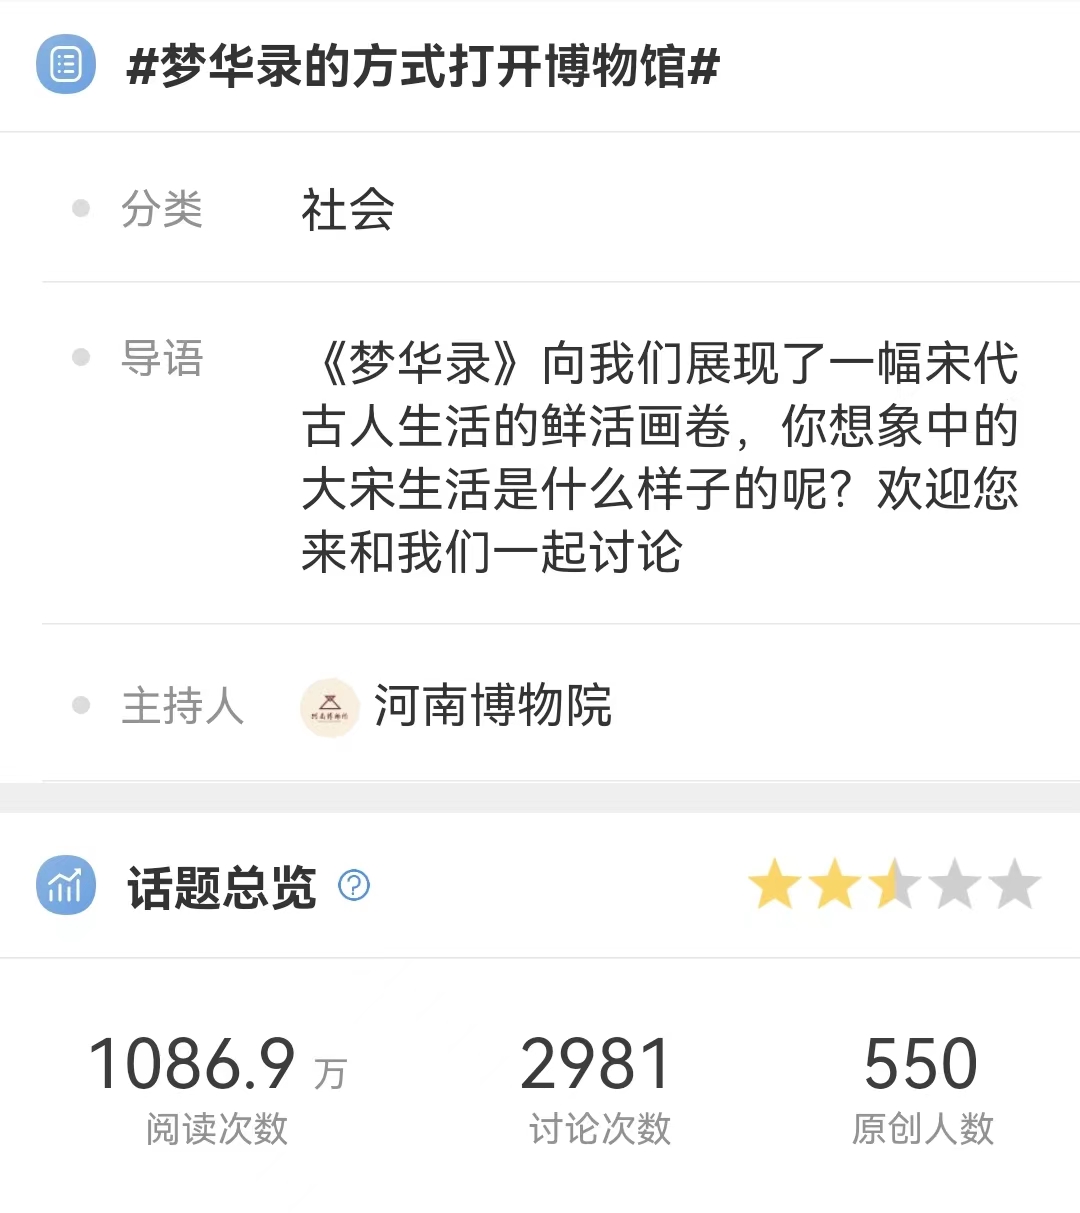 #梦华录的方式打开博物馆#
分类 社会
导语 《梦华录》向我们展现了一幅宋代
古人生活的鲜活画卷，你想象中的
大宋生活是什么样子的呢？欢迎您
来和我们一起讨论
主持人 河南博物院 河南博物院
话题总览 ?
1086.9 万 2981 550
阅读次数 讨论次数 原创人数